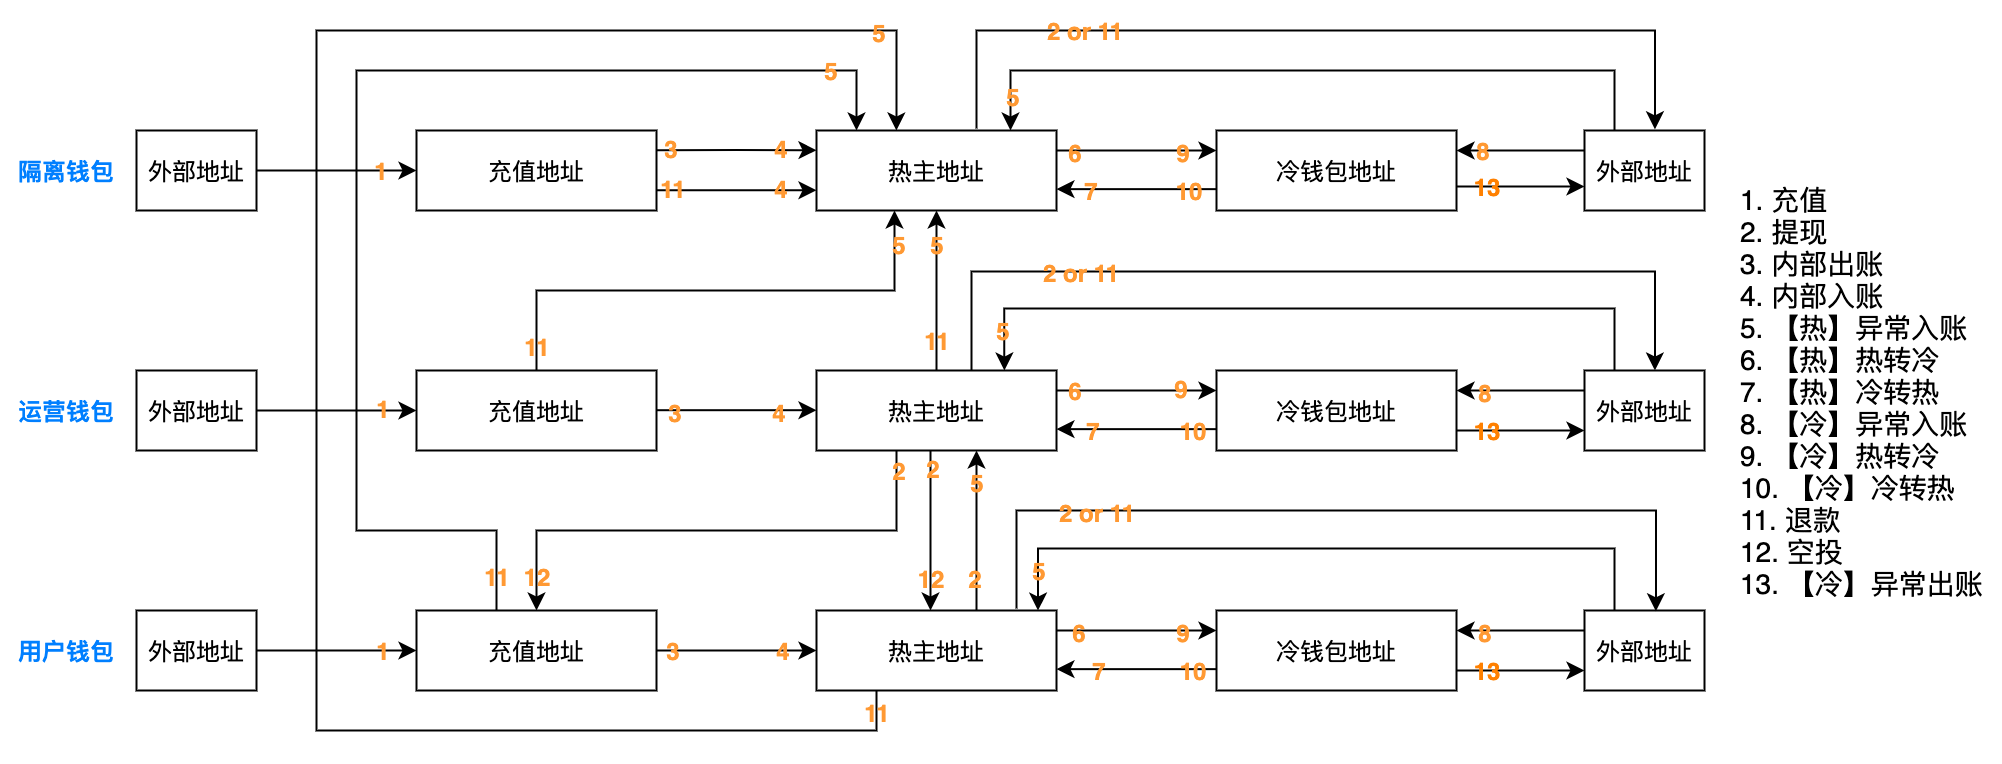 5
2 or 11
5
5
隔离钱包
外部地址
1
充值地址
3
4
11
4
热主地址
6
9
7
10
冷钱包地址
8
13
外部地址
5
5
2 or 11
11
11
5
运营钱包
外部地址
1
充值地址
3
4
热主地址
6
9
7
10
冷钱包地址
8
13
外部地址
2
2
5
2 or 11
11
12
12
2
5
用户钱包
外部地址
1
充值地址
3
4
热主地址
6
9
7
10
冷钱包地址
8
13
外部地址
11
1. 充值
2. 提现
3. 内部出账
4. 内部入账
5. 【热】异常入账
6. 【热】热转冷
7. 【热】冷转热
8. 【冷】异常入账
9. 【冷】热转冷
10. 【冷】冷转热
11. 退款
12. 空投
13. 【冷】异常出账